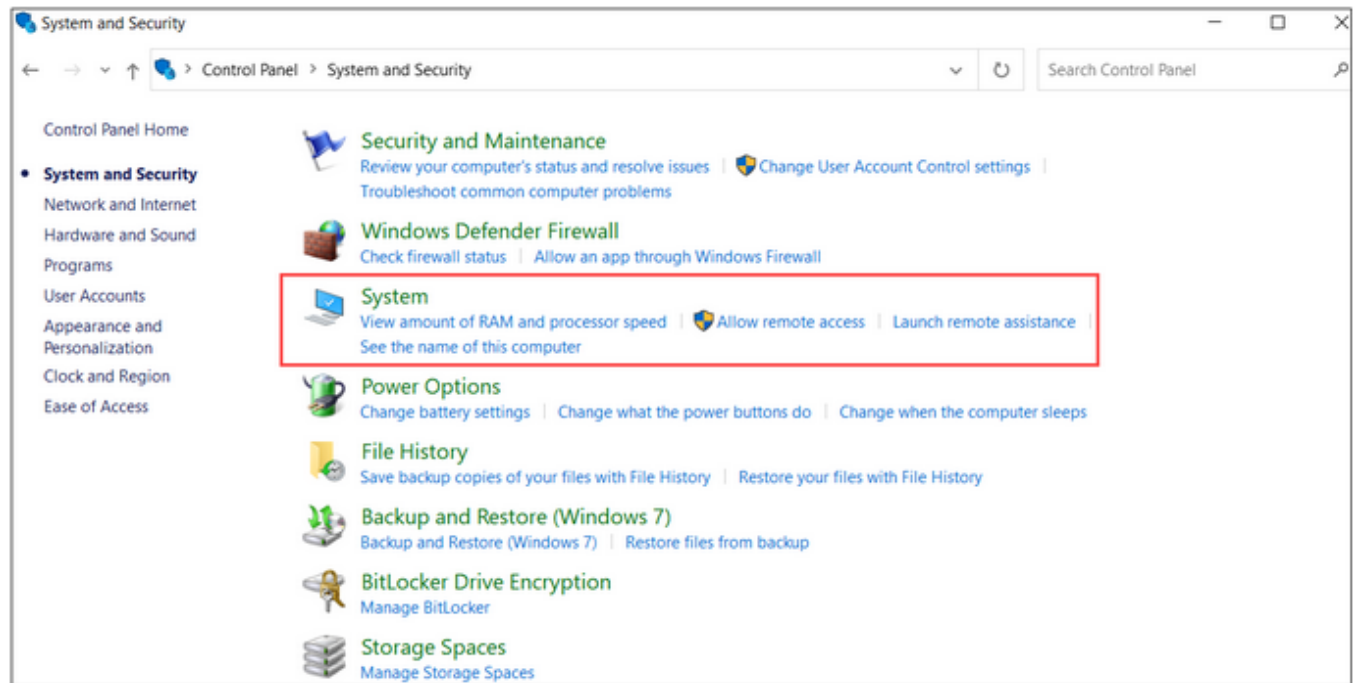 System and Security
Control Panel > System and Security
Search Control Panel
Control Panel Home
System and Security
Network and Internet
Hardware and Sound
Programs
User Accounts
Appearance and
Personalization
Clock and Region
Ease of Access
Security and Maintenance
Review your computer's status and resolve issues | Change User Account Control settings |
Troubleshoot common computer problems
Windows Defender Firewall
Check firewall status | Allow an app through Windows Firewall
System
View amount of RAM and processor speed | Allow remote access | Launch remote assistance |
See the name of this computer
Power Options
Change battery settings | Change what the power buttons do | Change when the computer sleeps
File History
Save backup copies of your files with File History | Restore your files with File History
Backup and Restore (Windows 7)
Backup and Restore (Windows 7) | Restore files from backup
BitLocker Drive Encryption
Manage BitLocker
Storage Spaces
Manage Storage Spaces